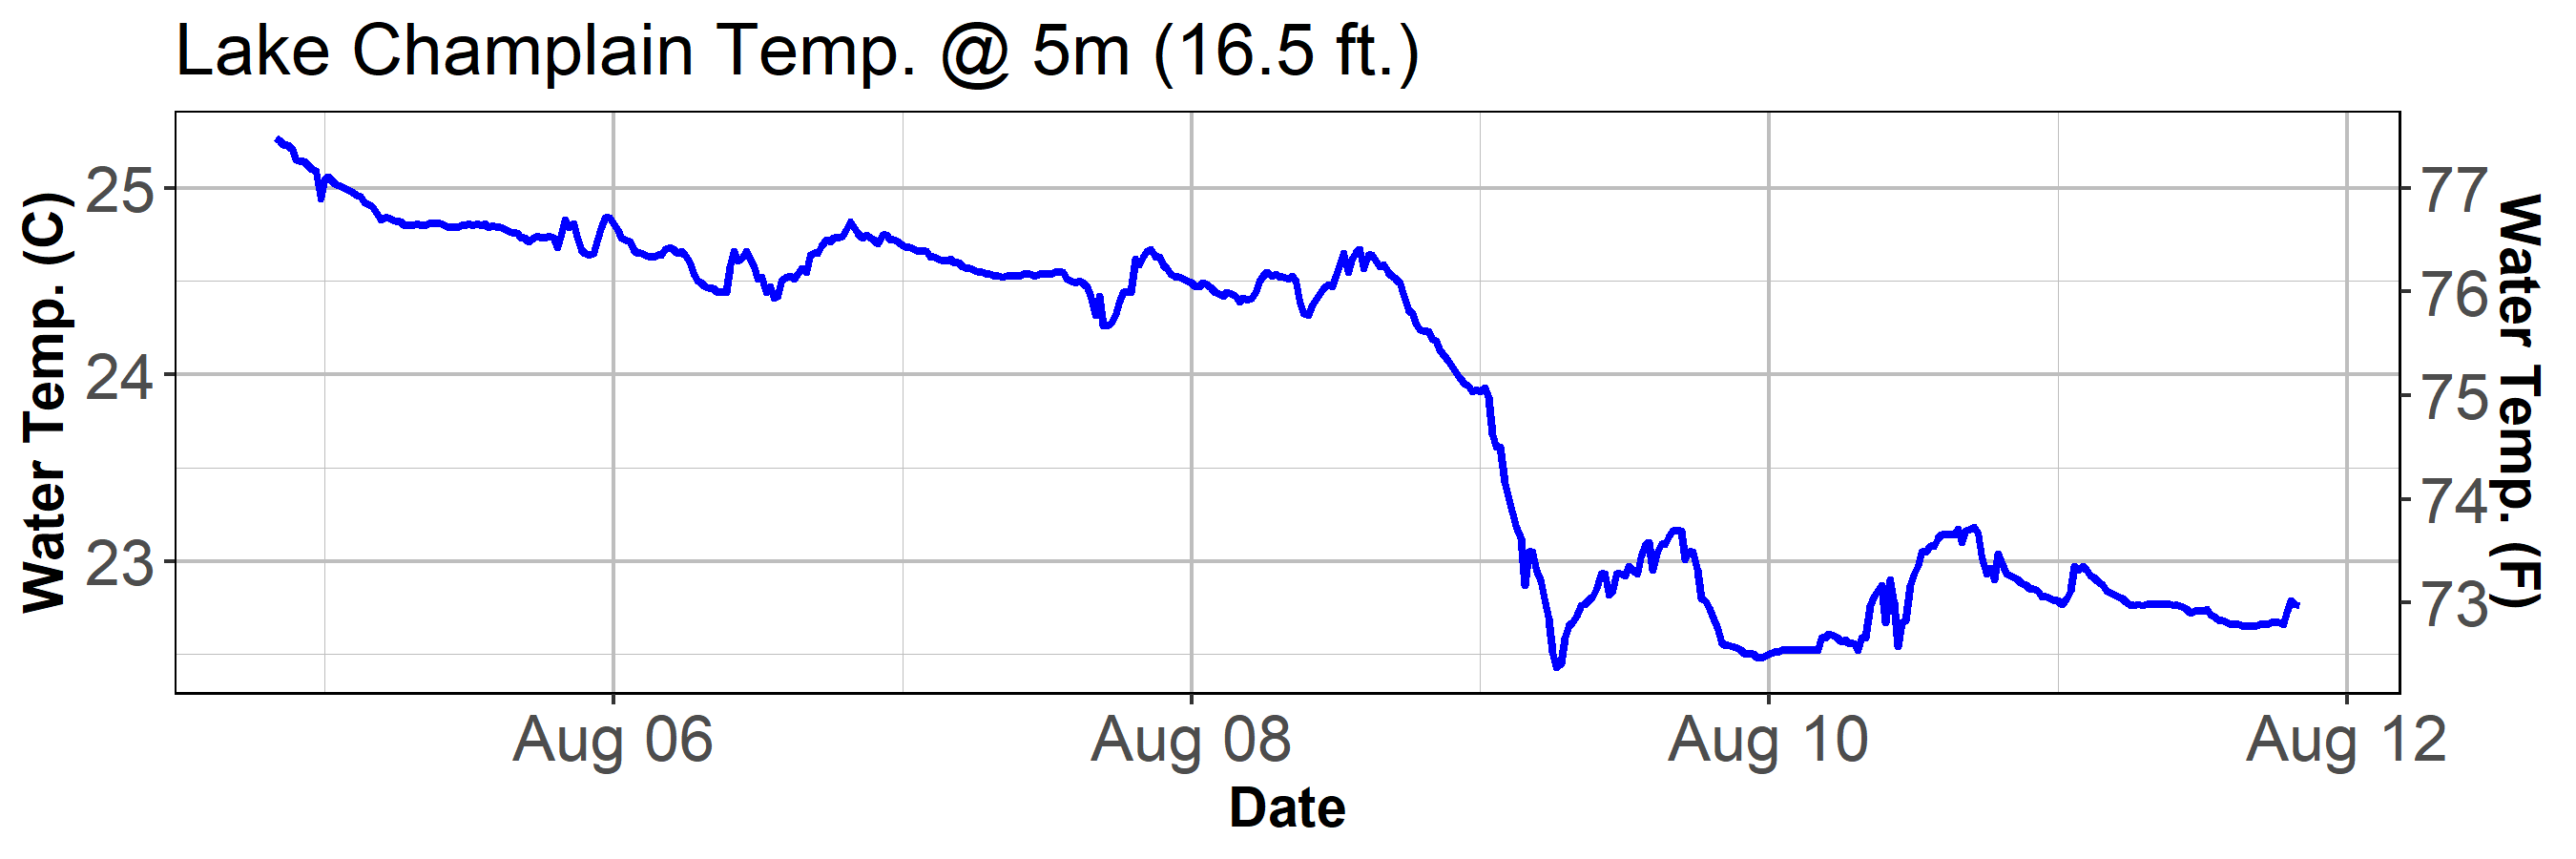 Lake Champlain Temp. @ 5m (16.5 ft.)
Water Temp. (C)
25
24
23
77
76
75
74
73
Water Temp. (F)
Aug 06
Aug 08
Aug 10
Aug 12
Date